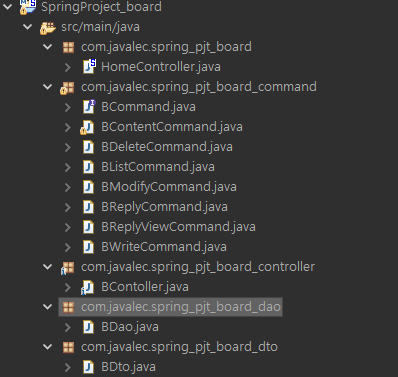 SpringProject_board
src/main/java
com.javalec.spring_pjt_board
HomeController.java
com.javalec.spring_pjt_board_command
BCommand.java
BContentCommand.java
BDeleteCommand.java
BListCommand.java
BModifyCommand.java
BReplyCommand.java
BReplyViewCommand.java
BWriteCommand.java
com.javalec.spring_pjt_board_controller
BContoller.java
com.javalec.spring_pjt_board_dao
BDao.java
com.javalec.spring_pjt_board_dto
BDto.java